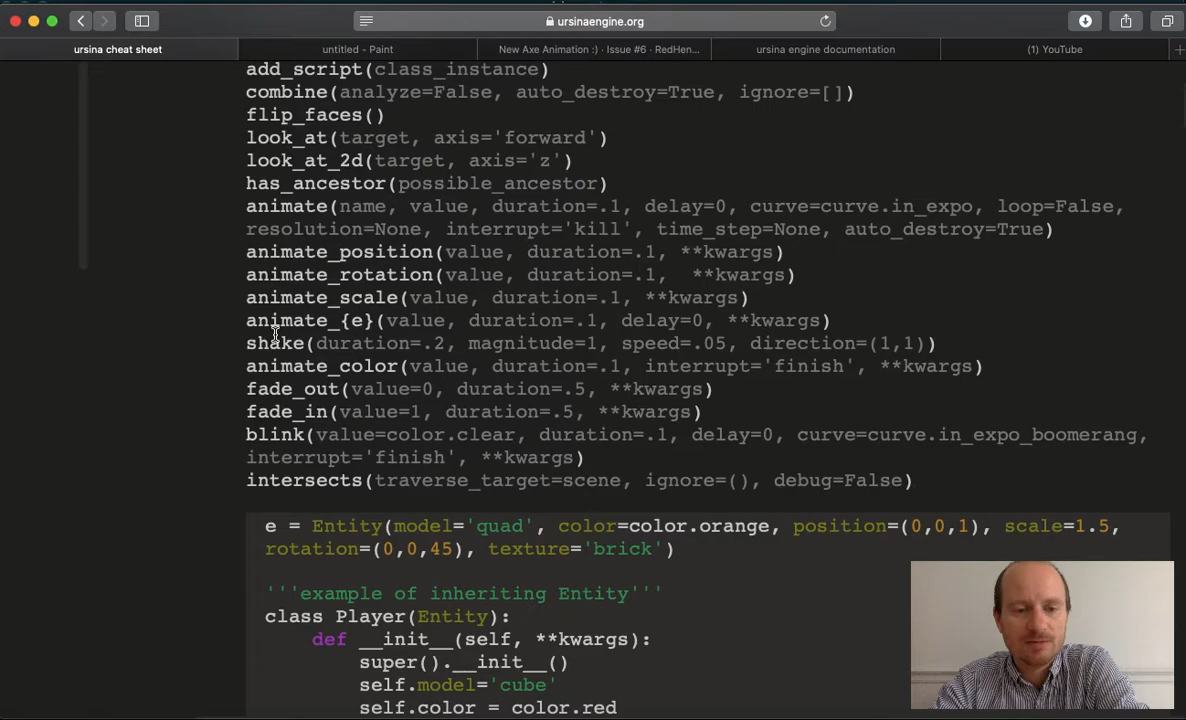 ursinaengine.org
ursina cheat sheet
untitled - Paint
New Axe Animation :) · Issue #6 · RedHen...
ursina engine documentation
(1) YouTube
add_script(class_instance)
combine(analyze=False, auto_destroy=True, ignore=[])
flip_faces()
look_at(target, axis='forward')
look_at_2d(target, axis='z')
has_ancestor(possible_ancestor)
animate(name, value, duration=.1, delay=0, curve=curve.in_expo, loop=False,
resolution=None, interrupt='kill', time_step=None, auto_destroy=True)
animate_position(value, duration=.1, **kwargs)
animate_rotation(value, duration=.1,  **kwargs)
animate_scale(value, duration=.1, **kwargs)
animate_{e}(value, duration=.1, delay=0, **kwargs)
shake(duration=.2, magnitude=1, speed=.05, direction=(1,1))
animate_color(value, duration=.1, interrupt='finish', **kwargs)
fade_out(value=0, duration=.5, **kwargs)
fade_in(value=1, duration=.5, **kwargs)
blink(value=color.clear, duration=.1, delay=0, curve=curve.in_expo_boomerang,
interrupt='finish', **kwargs)
intersects(traverse_target=scene, ignore=(), debug=False)
e = Entity(model='quad', color=color.orange, position=(0,0,1), scale=1.5,
rotation=(0,0,45), texture='brick')
'''example of inheriting Entity'''
class Player(Entity):
def __init__(self, **kwargs):
super().__init__()
self.model='cube'
self.color = color.red